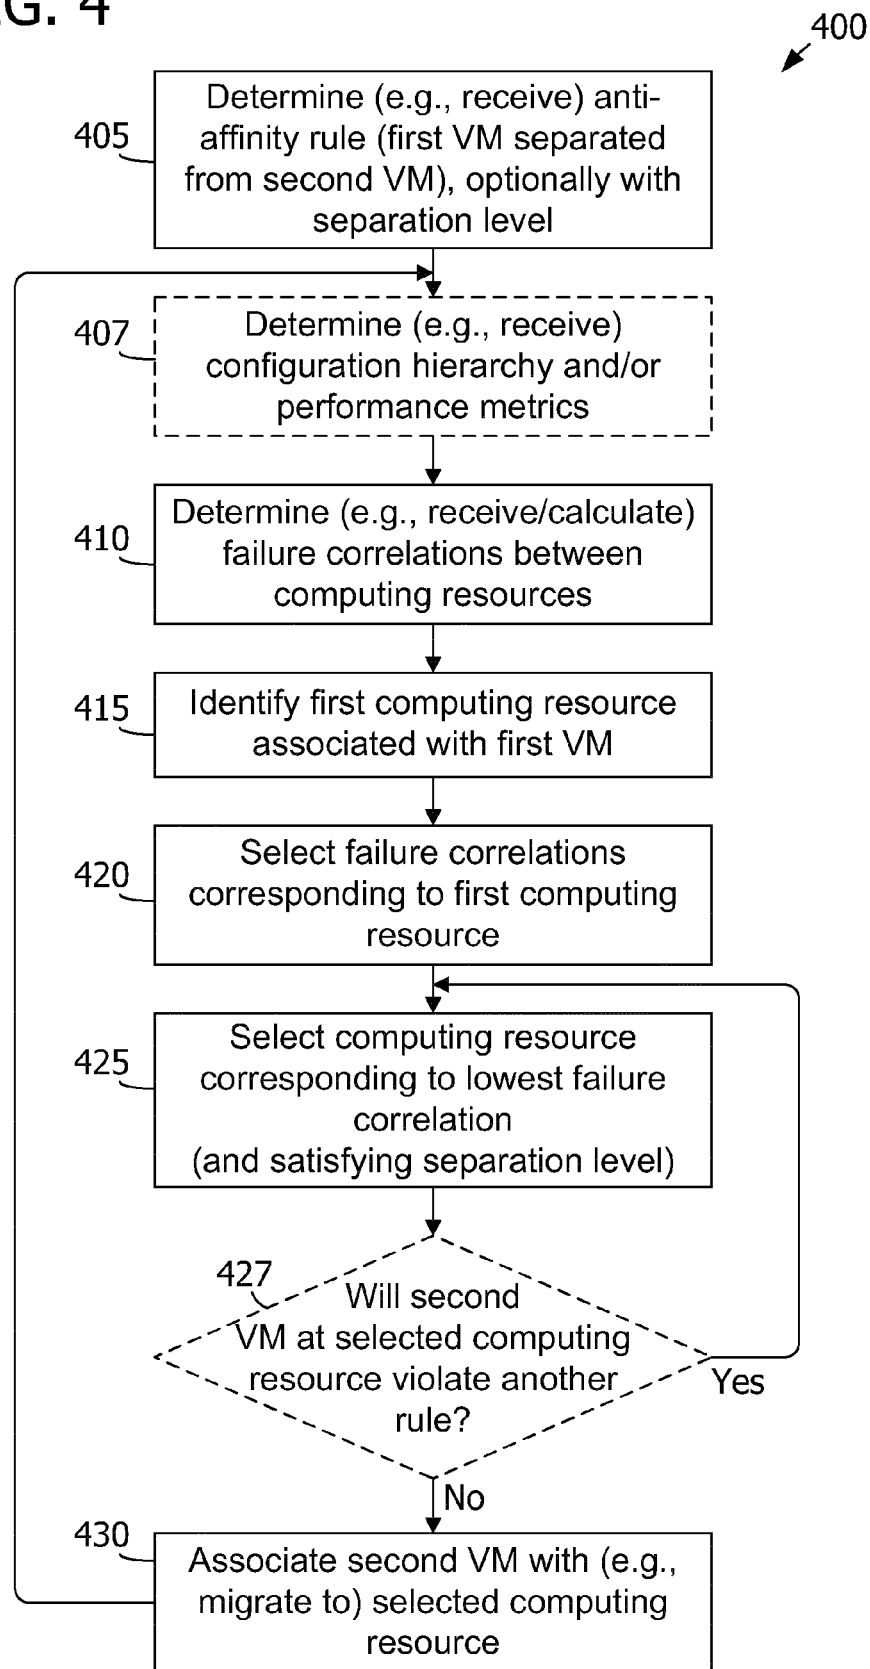 G. 4
400
405
Determine (e.g., receive) anti-
affinity rule (first VM separated
from second VM), optionally with
separation level
407
Determine (e.g., receive)
configuration hierarchy and/or
performance metrics
410
Determine (e.g., receive/calculate)
failure correlations between
computing resources
415
Identify first computing resource
associated with first VM
420
Select failure correlations
corresponding to first computing
resource
425
Select computing resource
corresponding to lowest failure
correlation
(and satisfying separation level)
427
Will second
VM at selected computing
resource violate another
rule?
Yes
No
430
Associate second VM with (e.g.,
migrate to) selected computing
resource